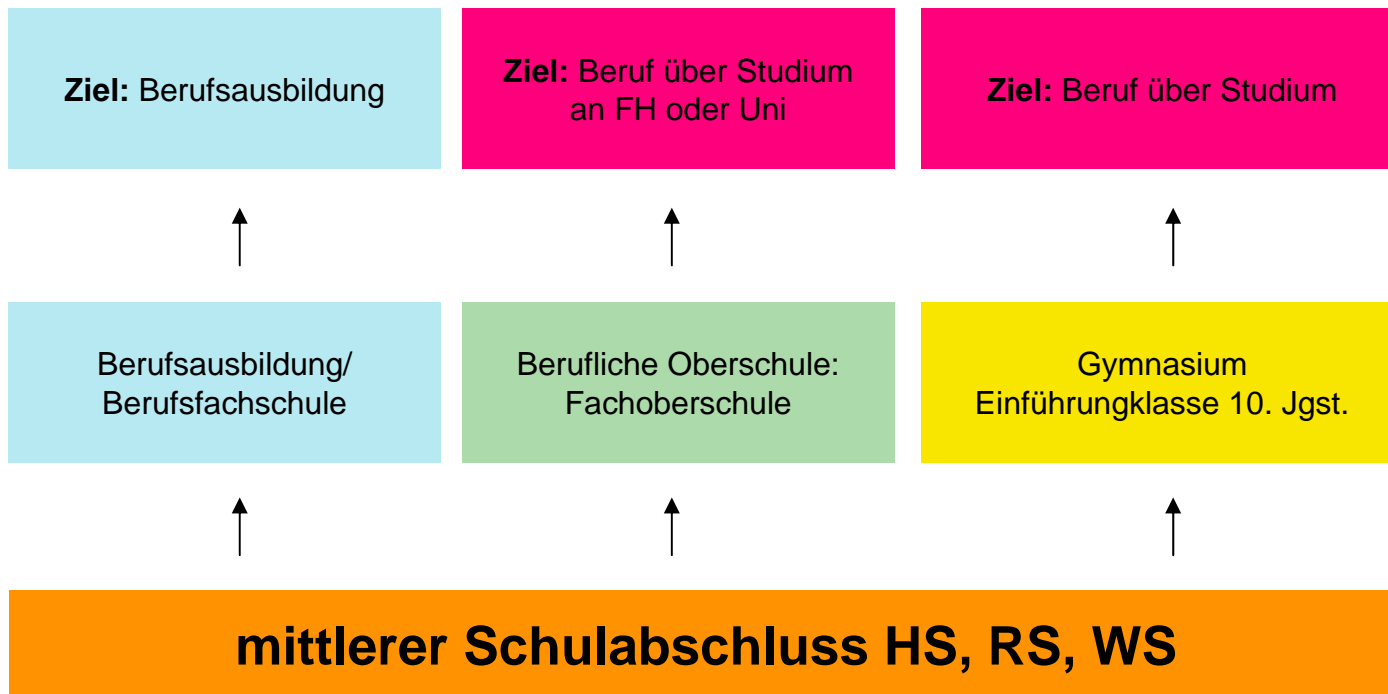 Ziel: Berufsausbildung
Ziel: Beruf über Studium
an FH oder Uni
Ziel: Beruf über Studium
Berufsausbildung/
Berufsfachschule
Berufliche Oberschule:
Fachoberschule
Gymnasium
Einführungklasse 10. Jgst.
mittlerer Schulabschluss HS, RS, WS